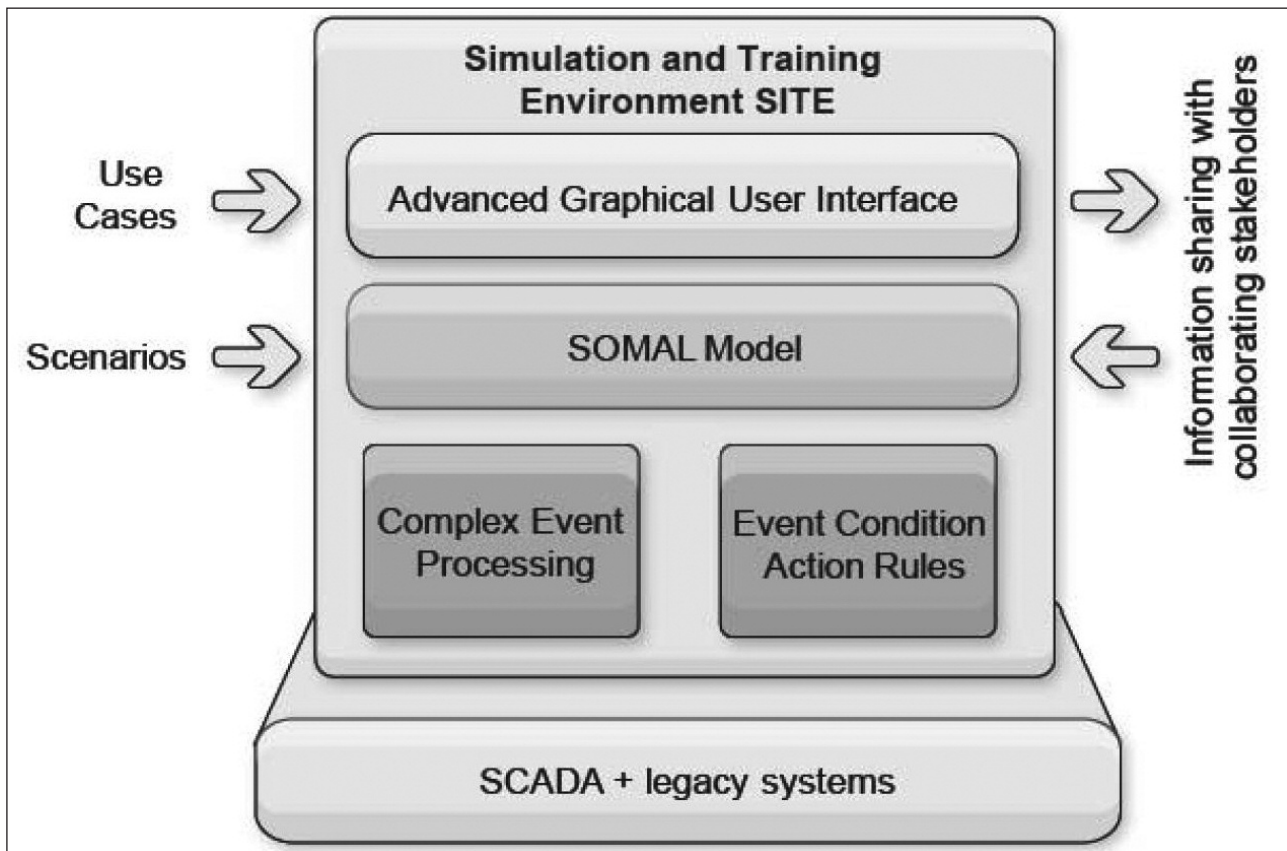 Simulation and Training
Environment SITE
Use
Cases
Advanced Graphical User Interface
Scenarios
SOMAL Model
Information sharing with
collaborating stakeholders
Complex Event
Processing
Event Condition
Action Rules
SCADA + legacy systems